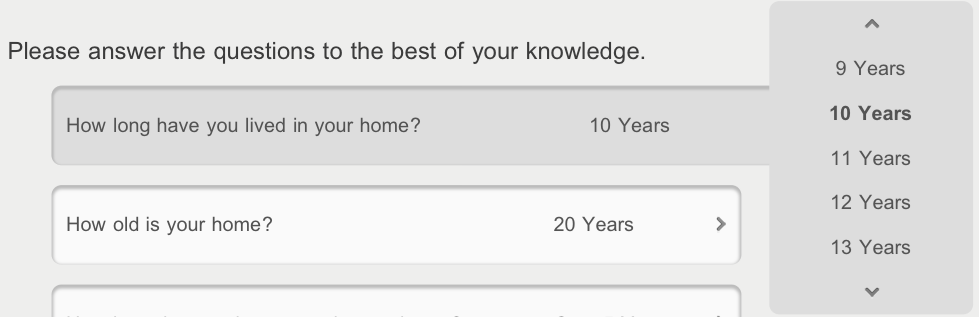 Please answer the questions to the best of your knowledge.
How long have you lived in your home? 10 Years
How old is your home? 20 Years
9 Years
10 Years
11 Years
12 Years
13 Years